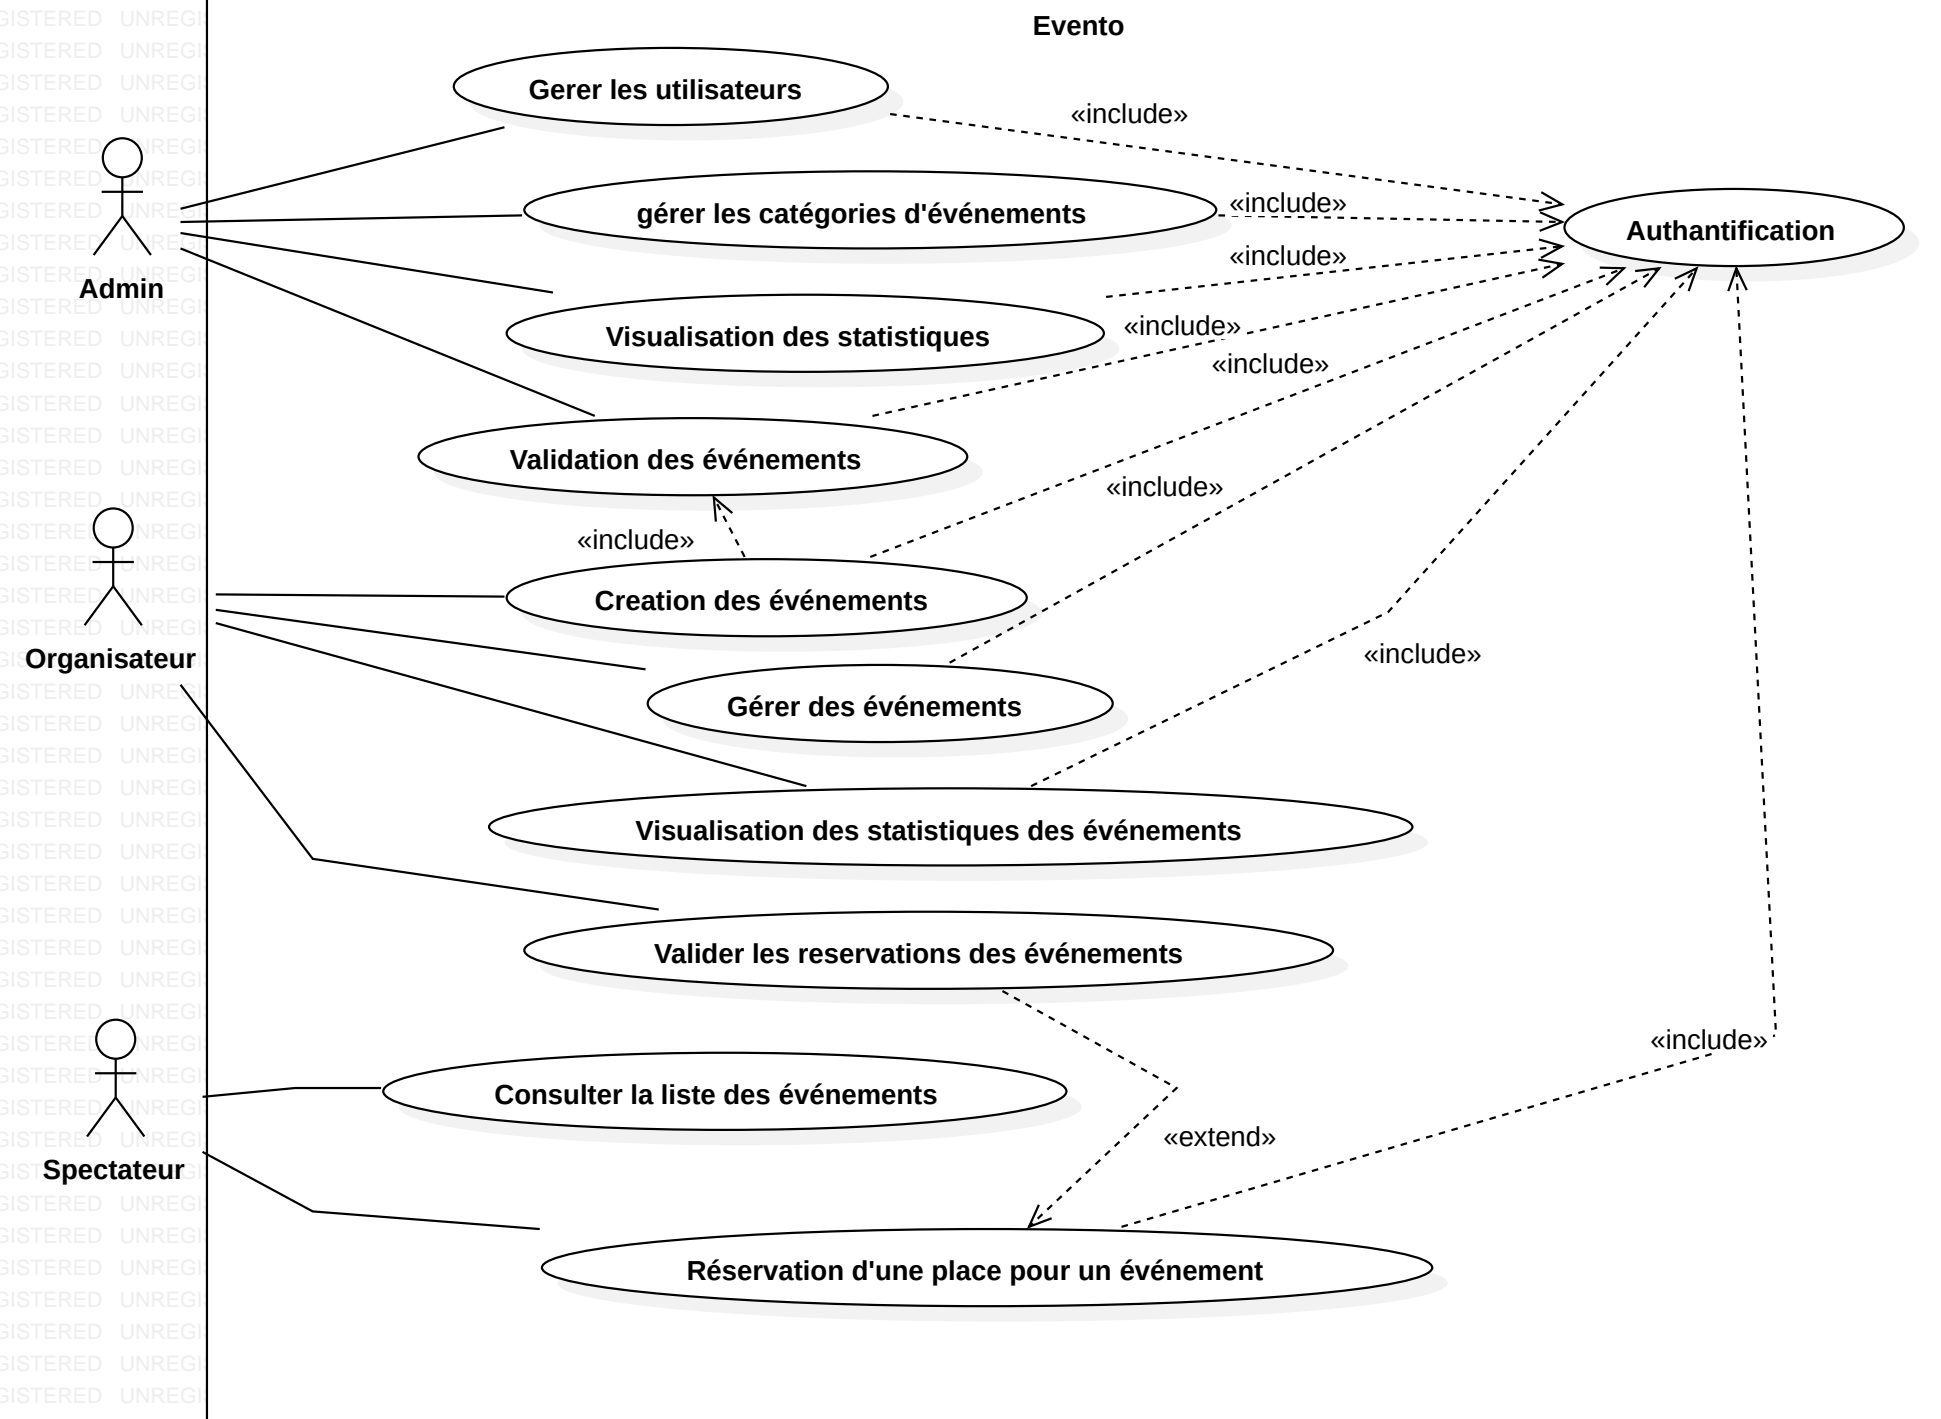 Evento
Gerer les utilisateurs
«include»
gérer les catégories d'événements
«include»
Authantification
«include»
Admin
Visualisation des statistiques
«include»
«include»
Validation des événements
«include»
«include»
Creation des événements
Organisateur
«include»
Gérer des événements
Visualisation des statistiques des événements
Valider les reservations des événements
«include»
Consulter la liste des événements
«extend»
Spectateur
Réservation d'une place pour un événement